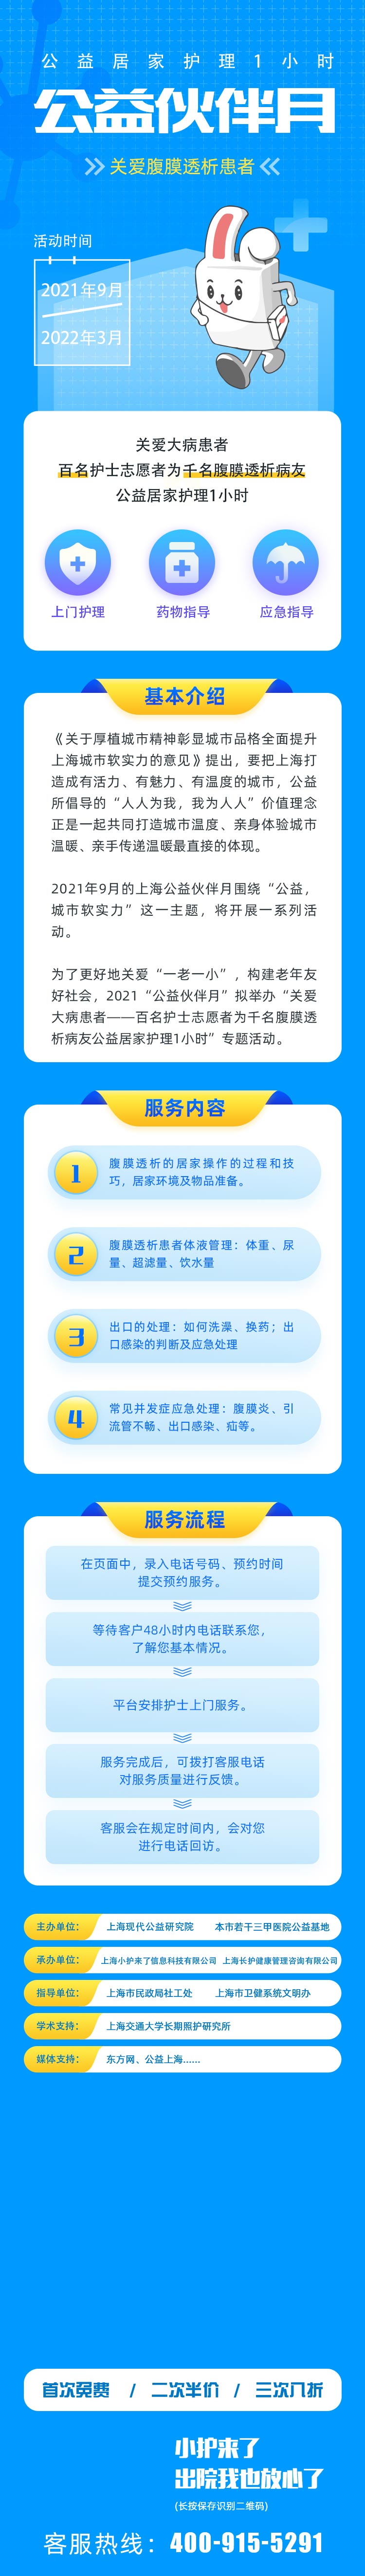 公益居家护理1小时
公益伙伴月
关爱腹膜透析患者
活动时间
2021年9月
2022年3月
关爱大病患者
百名护士志愿者为千名腹膜透析病友
公益居家护理1小时
上门护理 药物指导 应急指导
基本介绍
《关于厚植城市精神彰显城市品格全面提升
上海城市软实力的意见》提出，要把上海打
造成有活力、有魅力、有温度的城市，公益
所倡导的“人人为我，我为人人”价值理念
正是一起共同打造城市温度、亲身体验城市
温暖、亲手传递温暖最直接的体现。
2021年9月的上海公益伙伴月围绕“公益，
城市软实力”这一主题，将开展一系列活
动。
为了更好地关爱“一老一小”，构建老年友
好社会，2021“公益伙伴月”拟举办“关爱
大病患者——百名护士志愿者为千名腹膜透
析病友公益居家护理1小时”专题活动。
服务内容
1
腹膜透析的居家操作的过程和技
巧，居家环境及物品准备。
2
腹膜透析患者体液管理：体重、尿
量、超滤量、饮水量
3
出口的处理：如何洗澡、换药；出
口感染的判断及应急处理
4
常见并发症应急处理：腹膜炎、引
流管不畅、出口感染、疝等。
服务流程
在页面中，录入电话号码、预约时间
提交预约服务。
等待客户48小时内电话联系您，
了解您基本情况。
平台安排护士上门服务。
服务完成后，可拨打客服电话
对服务质量进行反馈。
客服会在规定时间内，会对您
进行电话回访。
主办单位： 上海现代公益研究院 本市若干三甲医院公益基地
承办单位： 上海小护来了信息科技有限公司 上海长护健康管理咨询有限公司
指导单位： 上海市民政局社工处 上海市卫健系统文明办
学术支持： 上海交通大学长期照护研究所
媒体支持： 东方网、公益上海......
首次免费 / 二次半价 / 三次八折
小护来了
出院我也放心了
(长按保存识别二维码)
客服热线：400-915-5291